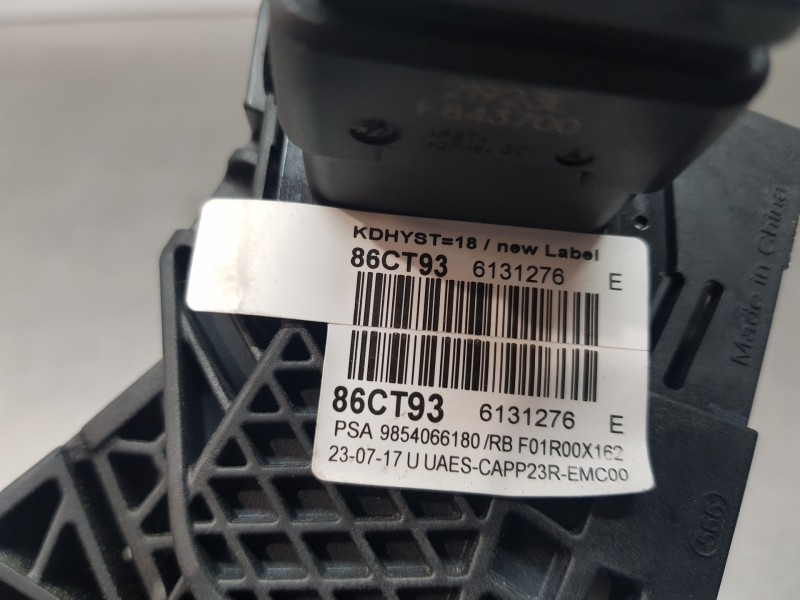 F 643700
KDHYST=18 / new Label
86CT93 6131276 E
86CT93 6131276 E
PSA 9854066180/RB F01R00X162
23-07-17 U UAES-CAPP23R-EMC00
Made in China